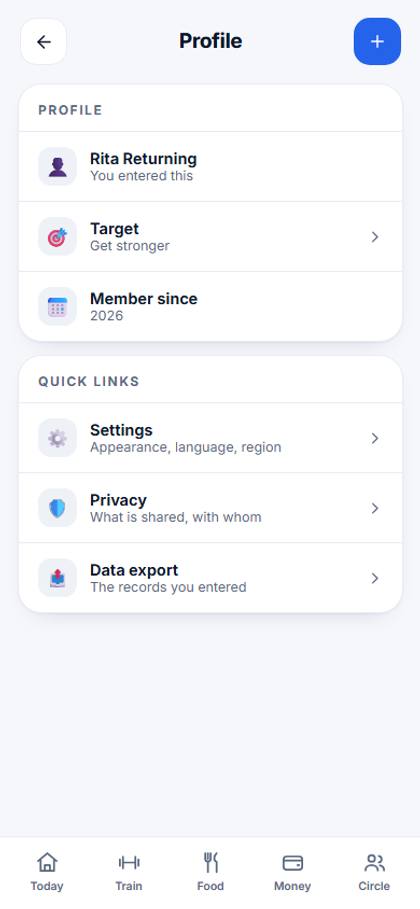 Profile
PROFILE
Rita Returning
You entered this
Target
Get stronger
Member since
2026
QUICK LINKS
Settings
Appearance, language, region
Privacy
What is shared, with whom
Data export
The records you entered
Today
Train
Food
Money
Circle